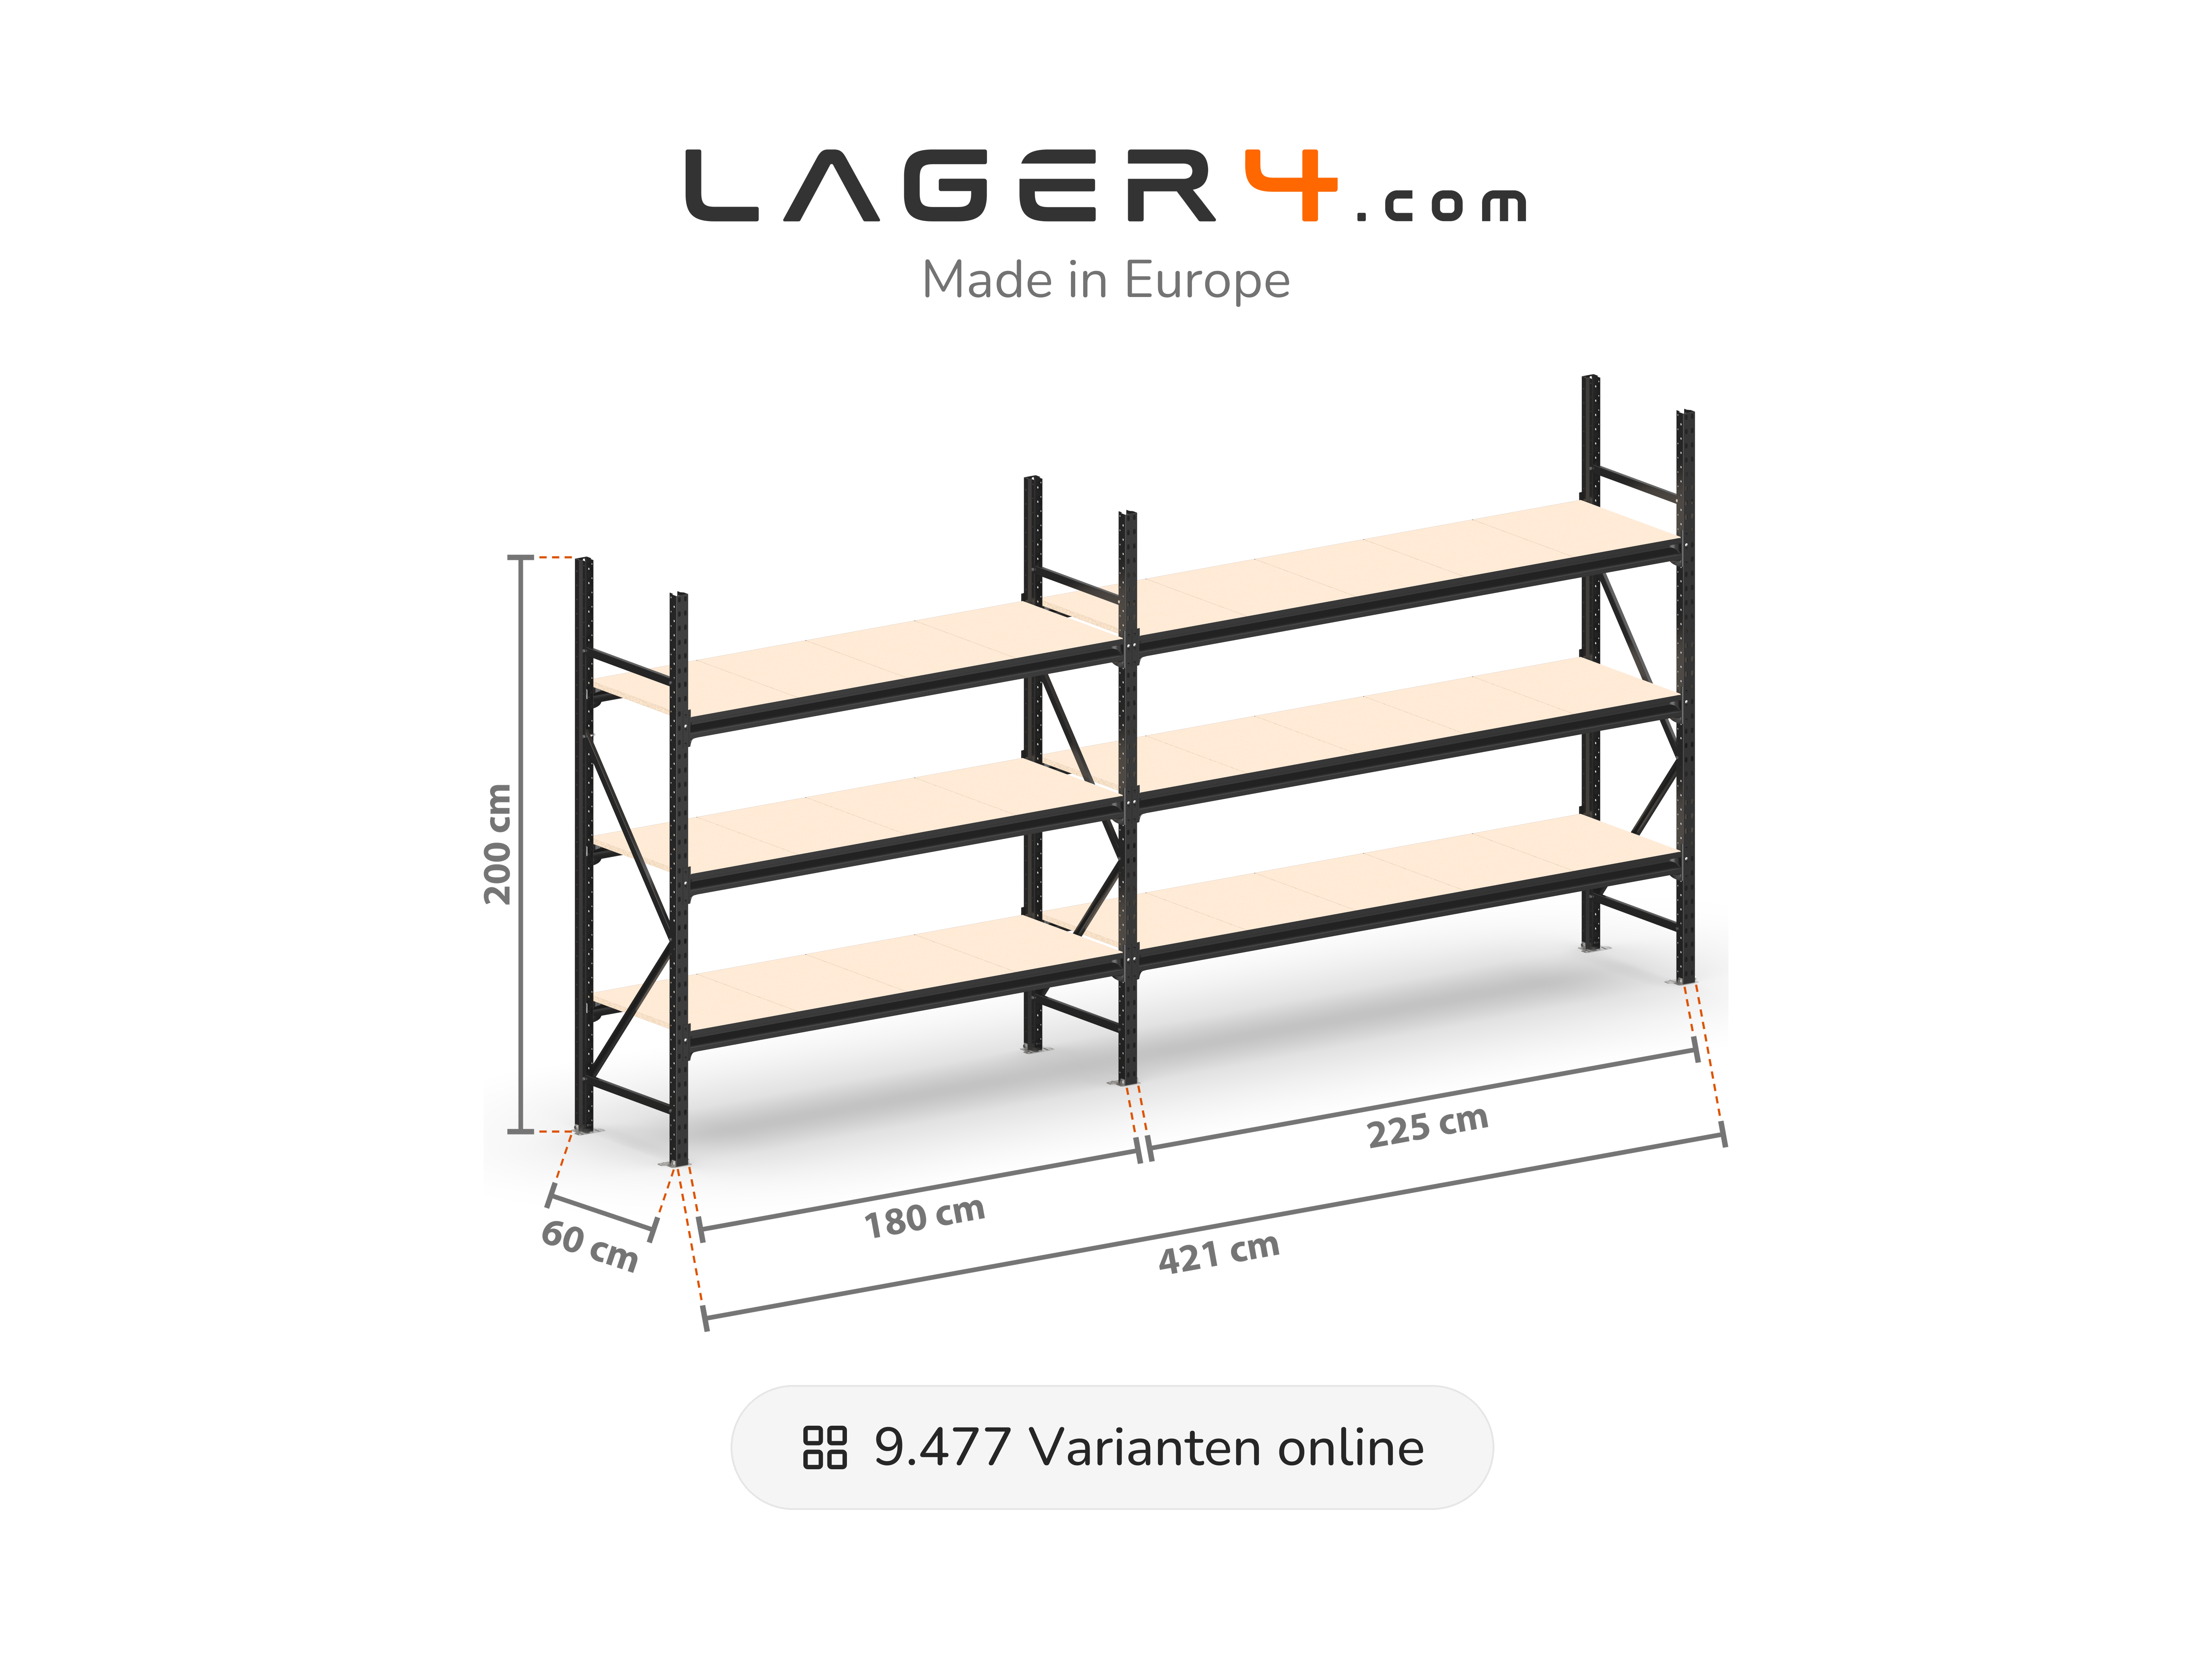 LAGER4.com
Made in Europe
200 cm
60 cm
180 cm
225 cm
421 cm
9.477 Varianten online